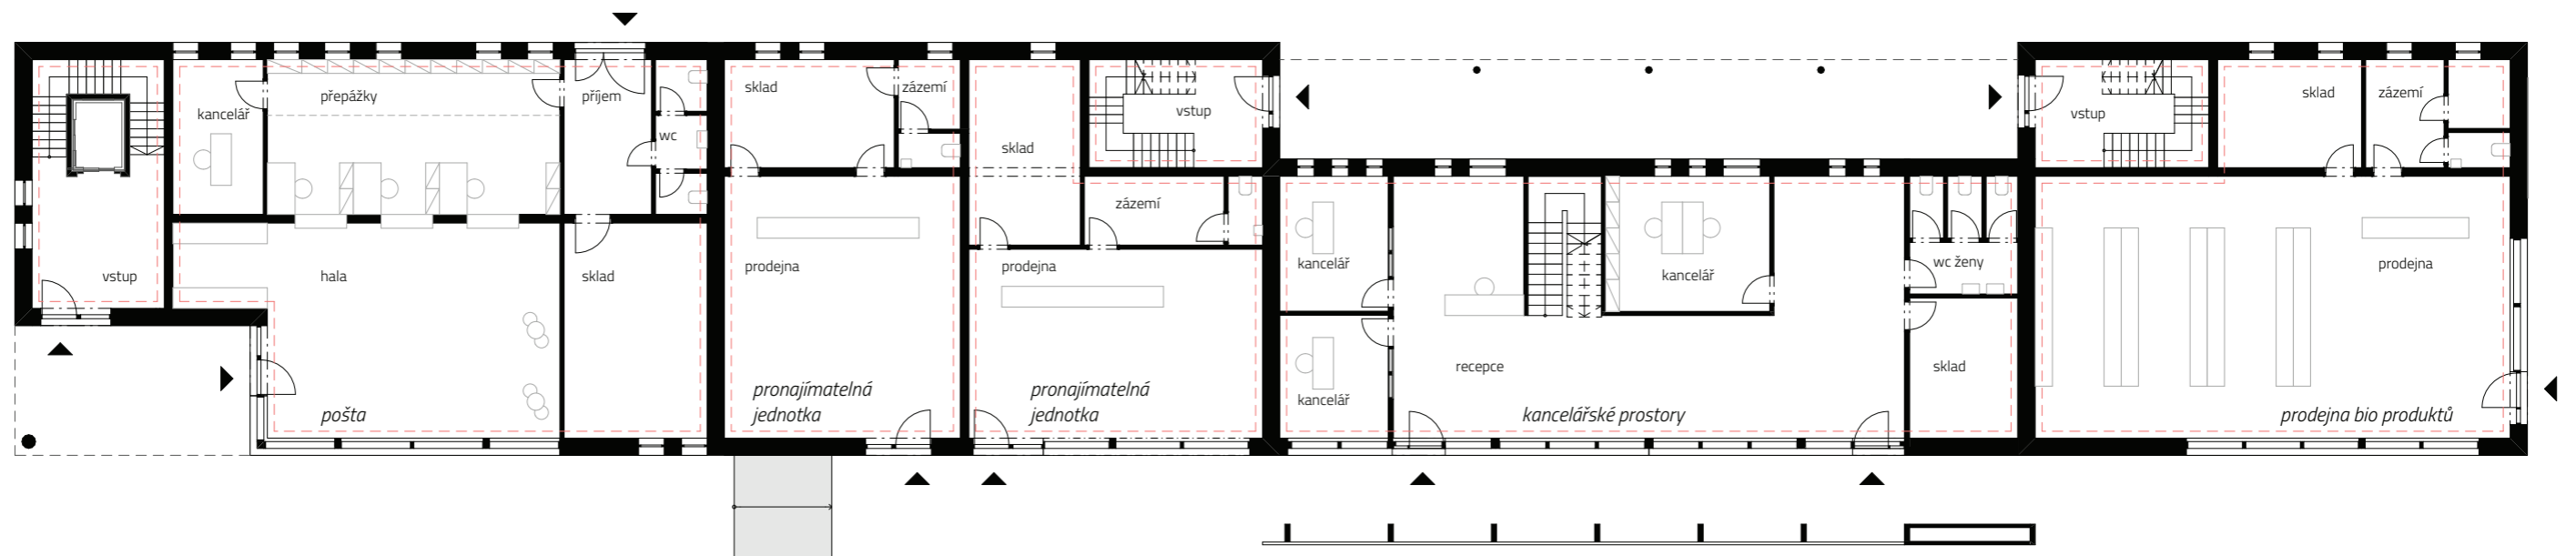 kancelář
přepážky
příjem
wc
vstup
hala
sklad
pošta
sklad
zázemí
prodejna
pronajímatelná
jednotka
sklad
vstup
zázemí
prodejna
pronajímatelná
jednotka
kancelář
kancelář
recepce
kancelář
kancelářské prostory
wc ženy
sklad
vstup
sklad
zázemí
prodejna
prodejna bio produktů